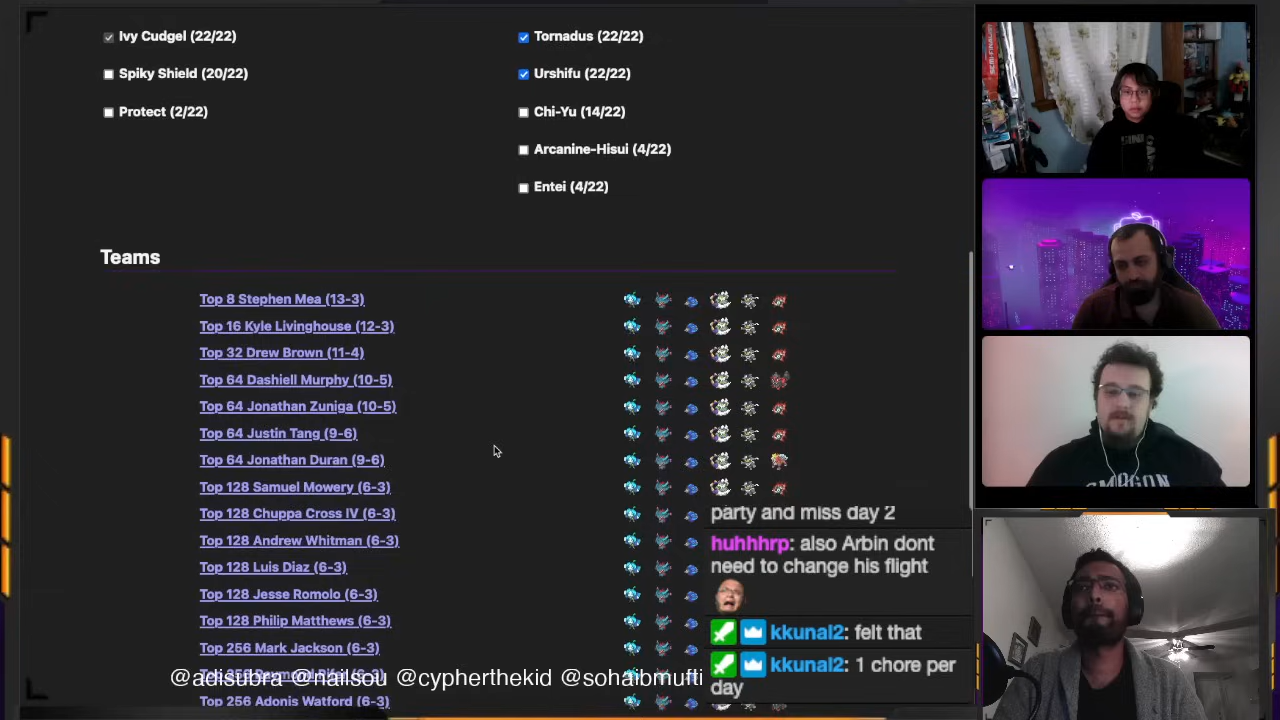 Ivy Cudgel (22/22)
Spiky Shield (20/22)
Protect (2/22)
Tornadus (22/22)
Urshifu (22/22)
Chi-Yu (14/22)
Arcanine-Hisui (4/22)
Entei (4/22)
Teams
Top 8 Stephen Mea (13-3)
Top 16 Kyle Livinghouse (12-3)
Top 32 Drew Brown (11-4)
Top 64 Dashiell Murphy (10-5)
Top 64 Jonathan Zuniga (10-5)
Top 64 Justin Tang (9-6)
Top 64 Jonathan Duran (9-6)
Top 128 Samuel Mowery (6-3)
Top 128 Chuppa Cross IV (6-3)
Top 128 Andrew Whitman (6-3)
Top 128 Luis Diaz (6-3)
Top 128 Jesse Romolo (6-3)
Top 128 Philip Matthews (6-3)
Top 256 Mark Jackson (6-3)
Top 256 Adonis Watford (6-3)
party and miss day 2
huhhhrp: also Arbin dont
need to change his flight
kkunal2: felt that
kkunal2: 1 chore per
day
@adisubra @nailsou @cypherthekid @sohaibmufti
SEMI-FINALIST
SMOGON